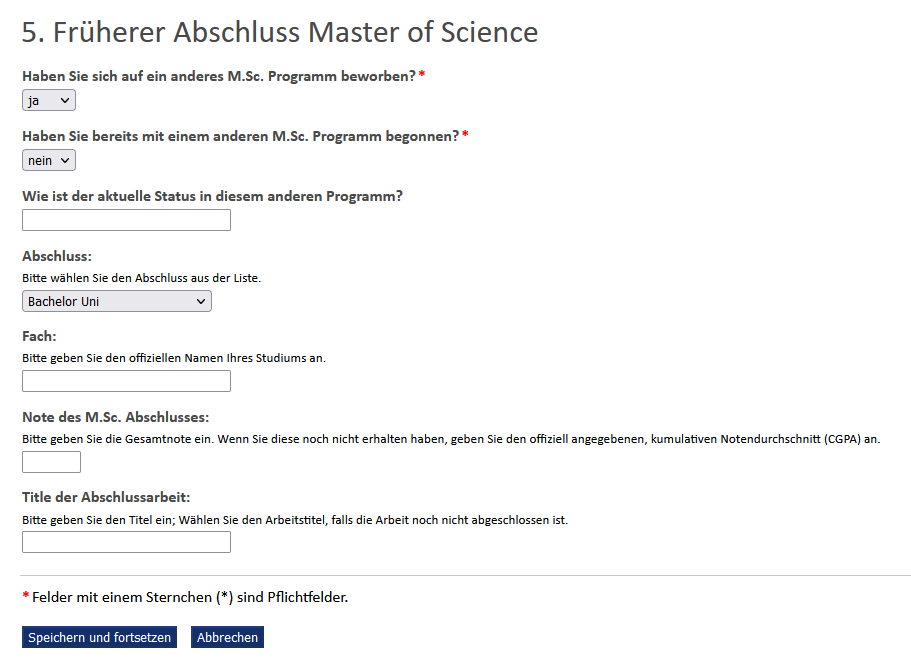 5. Früherer Abschluss Master of Science
Haben Sie sich auf ein anderes M.Sc. Programm beworben?*
ja
Haben Sie bereits mit einem anderen M.Sc. Programm begonnen?*
nein
Wie ist der aktuelle Status in diesem anderen Programm?
Abschluss:
Bitte wählen Sie den Abschluss aus der Liste.
Bachelor Uni
Fach:
Bitte geben Sie den offiziellen Namen Ihres Studiums an.
Note des M.Sc. Abschlusses:
Bitte geben Sie die Gesamtnote ein. Wenn Sie diese noch nicht erhalten haben, geben Sie den offiziell angegebenen, kumulativen Notendurchschnitt (CGPA) an.
Title der Abschlussarbeit:
Bitte geben Sie den Titel ein; Wählen Sie den Arbeitstitel, falls die Arbeit noch nicht abgeschlossen ist.
* Felder mit einem Sternchen (*) sind Pflichtfelder.
Speichern und fortsetzen Abbrechen